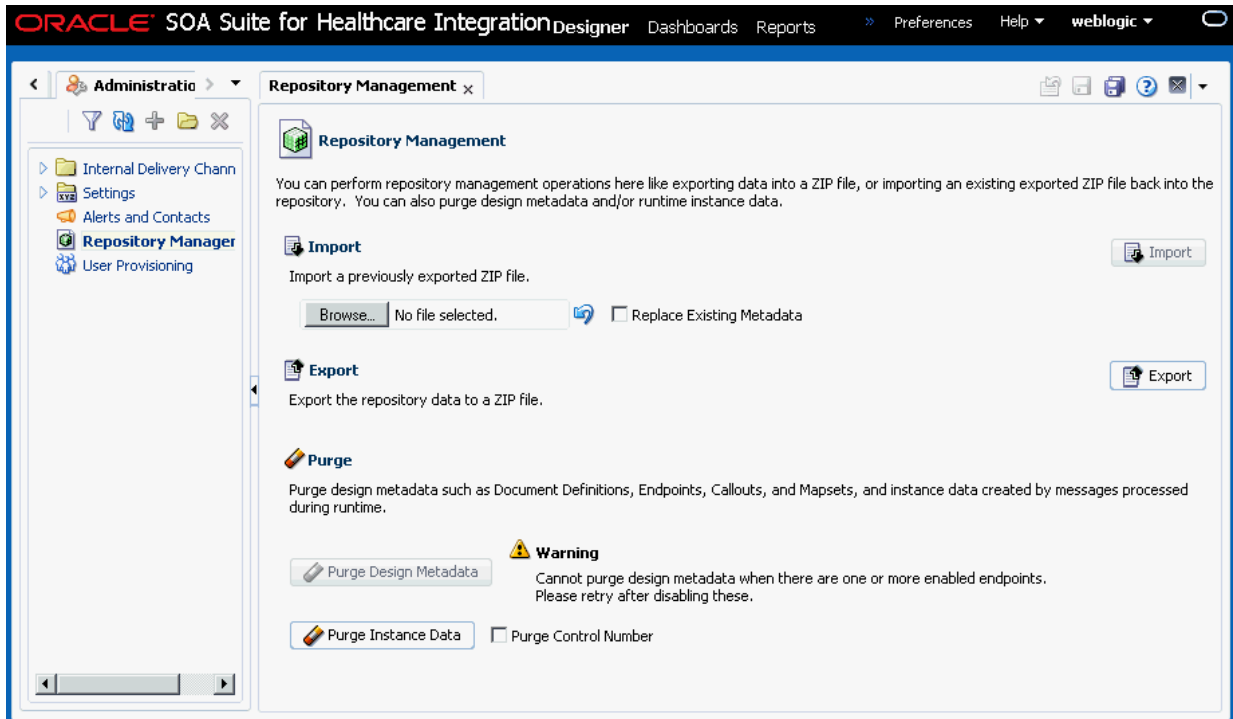 ORACLE SOA Suite for Healthcare Integration Designer Dashboards Reports » Preferences Help weblogic
Administratio
Repository Management
Repository Management
Internal Delivery Chann
Settings
Alerts and Contacts
Repository Manager
User Provisioning
You can perform repository management operations here like exporting data into a ZIP file, or importing an existing exported ZIP file back into the
repository. You can also purge design metadata and/or runtime instance data.
Import
Import
Import a previously exported ZIP file.
Browse... No file selected. Replace Existing Metadata
Export
Export
Export the repository data to a ZIP file.
Purge
Purge design metadata such as Document Definitions, Endpoints, Callouts, and Mapsets, and instance data created by messages processed
during runtime.
Purge Design Metadata
Warning
Cannot purge design metadata when there are one or more enabled endpoints.
Please retry after disabling these.
Purge Instance Data Purge Control Number